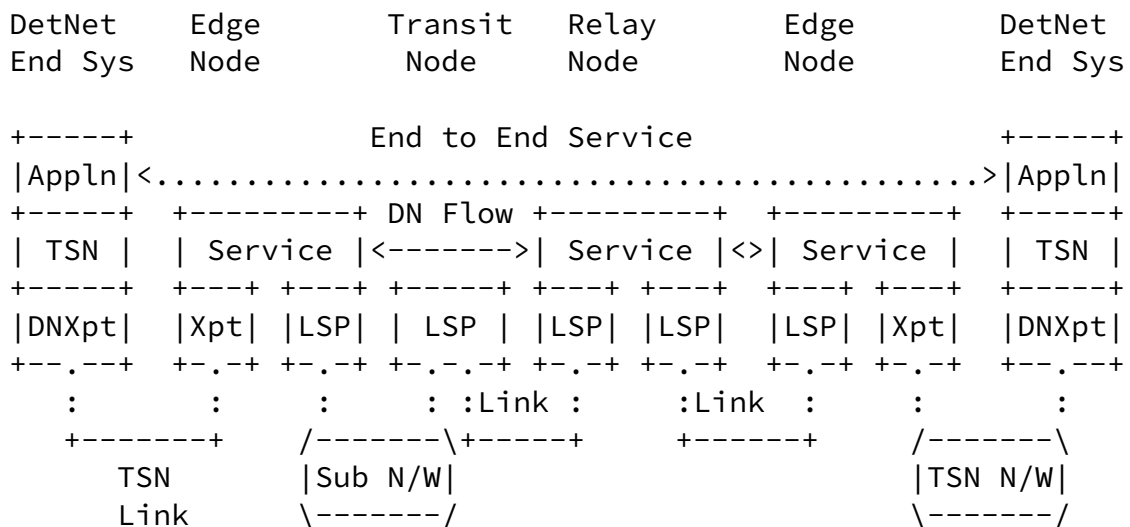 DetNet    Edge        Transit   Relay       Edge         DetNet
End Sys   Node         Node     Node        Node         End Sys

+-----+              End to End Service                  +-----+
|Appln|<................................................>|Appln|
+-----+  +---------+ DN Flow +---------+  +---------+  +-----+
| TSN |  | Service |<------->| Service |<>| Service |  | TSN |
+-----+  +---+ +---+ +-----+ +---+ +---+  +---+ +---+  +-----+
|DNXpt|  |Xpt| |LSP| | LSP | |LSP| |LSP|  |LSP| |Xpt|  |DNXpt|
+--.--+  +-.-+ +-.-+ +-.-.-+ +-.-+ +-.-+  +-.-+ +-.-+  +--.--+
   :       :     :     : :Link :     :Link  :     :       :
   +-------+    /-------\+-----+     +------+    /-------\
      TSN       |Sub N/W|                        |TSN N/W|
      Link      \-------/                        \-------/